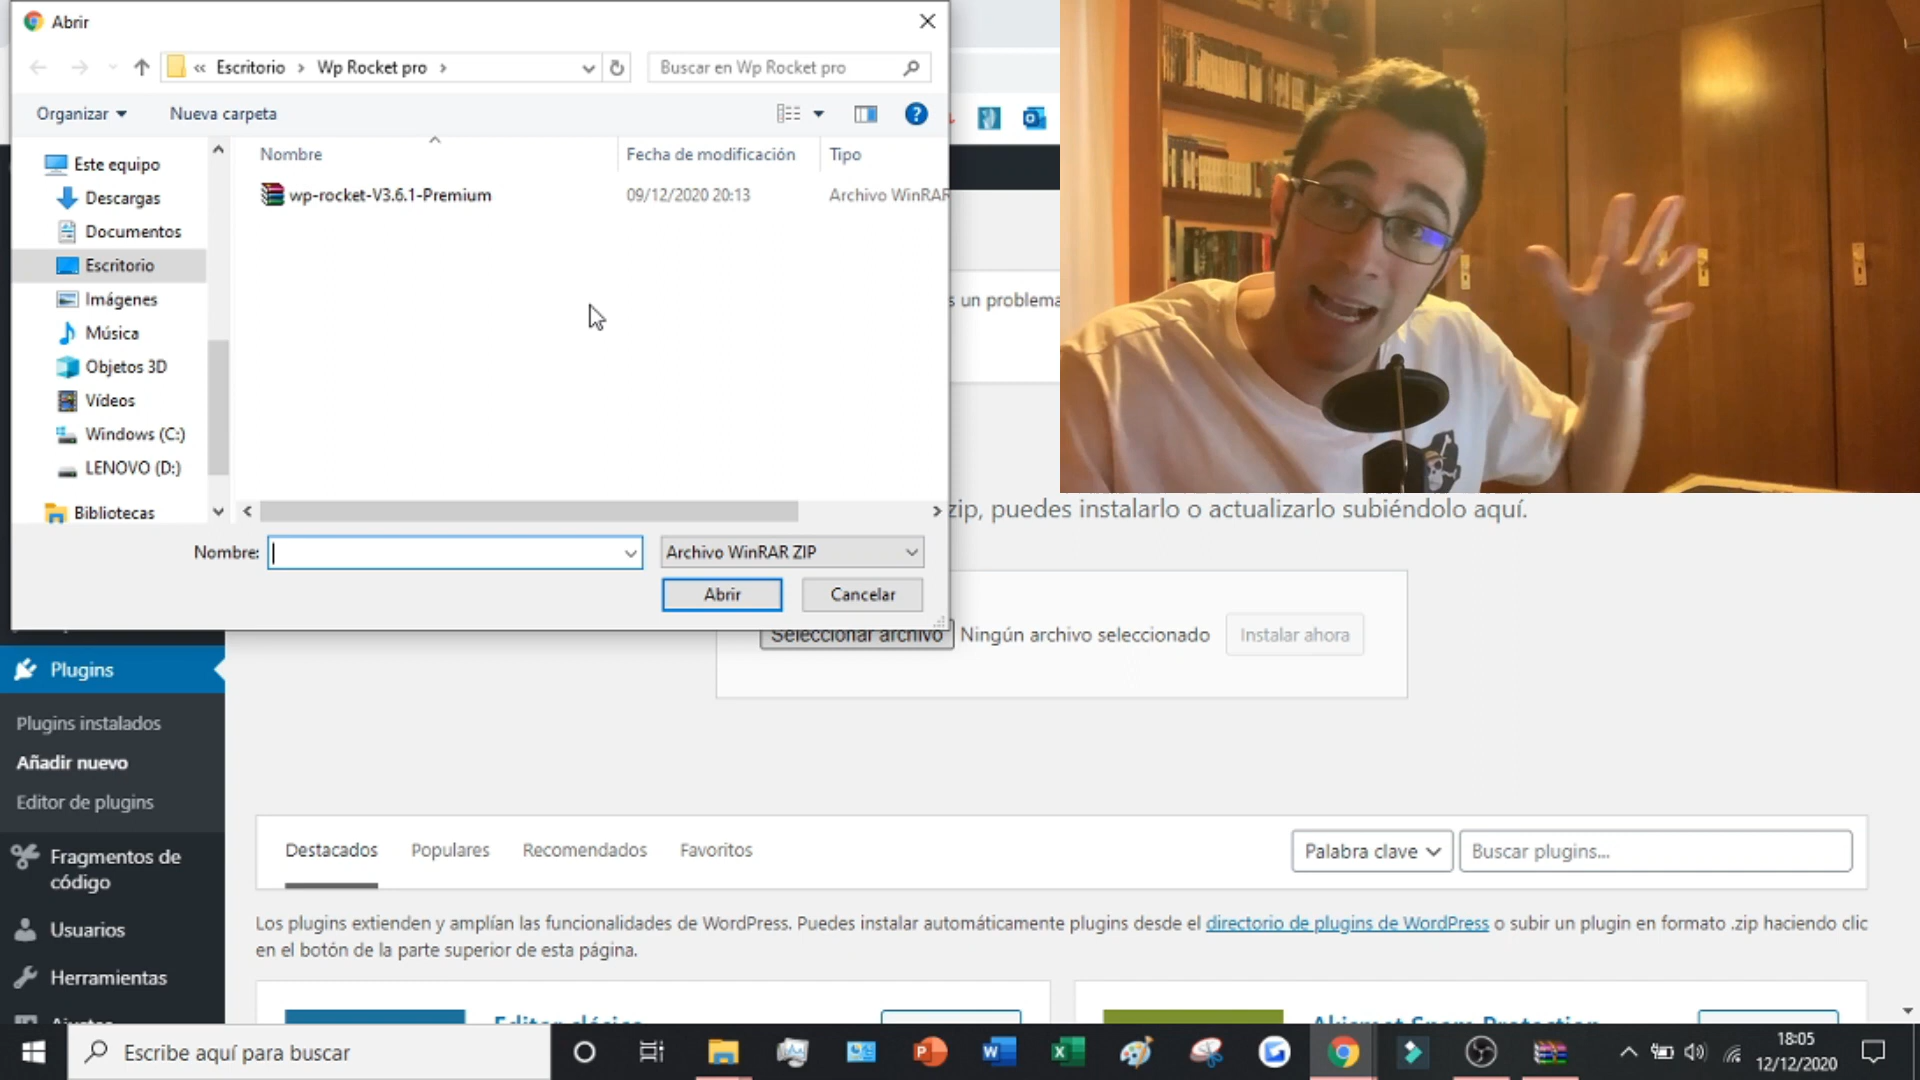 Abrir
« Escritorio › Wp Rocket pro ›
Buscar en Wp Rocket pro
Organizar
Nueva carpeta
Nombre
Fecha de modificación
Tipo
wp-rocket-V3.6.1-Premium
09/12/2020 20:13
Archivo WinRAR
Este equipo
Descargas
Documentos
Escritorio
Imágenes
Música
Objetos 3D
Vídeos
Windows (C:)
LENOVO (D:)
Bibliotecas
s un problema
zip, puedes instalarlo o actualizarlo subiéndolo aquí.
Nombre:
Archivo WinRAR ZIP
Abrir
Cancelar
Seleccionar archivo
Ningún archivo seleccionado
Instalar ahora
Plugins
Plugins instalados
Añadir nuevo
Editor de plugins
Fragmentos de
código
Usuarios
Herramientas
Ajustes
Destacados
Populares
Recomendados
Favoritos
Palabra clave
Buscar plugins...
Los plugins extienden y amplían las funcionalidades de WordPress. Puedes instalar automáticamente plugins desde el directorio de plugins de WordPress o subir un plugin en formato .zip haciendo clic
en el botón de la parte superior de esta página.
Editor clásico
Akismet Spam Protection
Escribe aquí para buscar
18:05
12/12/2020